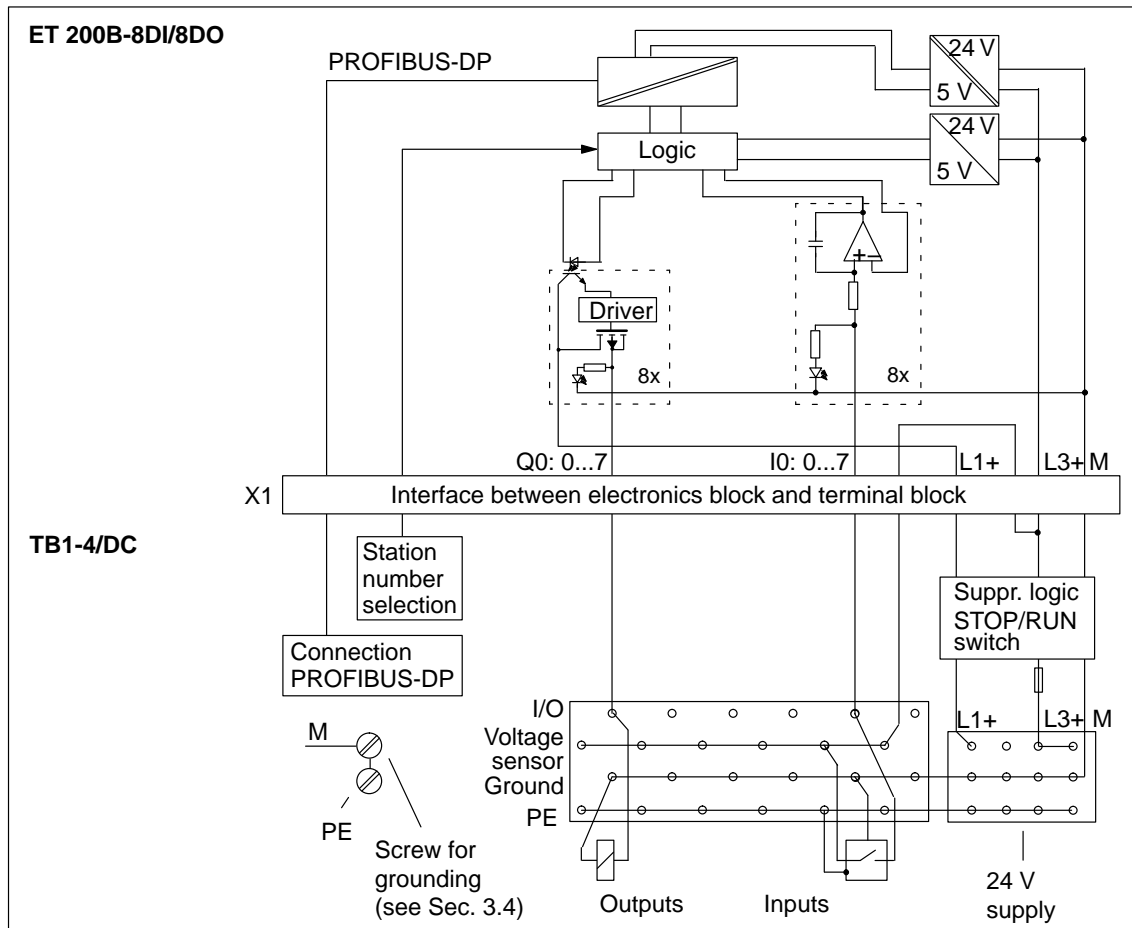 ET 200B-8DI/8DO
PROFIBUS-DP
24 V
5 V
24 V
5 V
Logic
+−
Driver
8x
8x
Q0: 0...7
I0: 0...7
L1+
L3+ M
X1
Interface between electronics block and terminal block
TB1-4/DC
Station
number
selection
Suppr. logic
STOP/RUN
switch
Connection
PROFIBUS-DP
I/O
Voltage
sensor
Ground
PE
L1+
L3+ M
M
PE
Screw for
grounding
(see Sec. 3.4)
Outputs
Inputs
24 V
supply